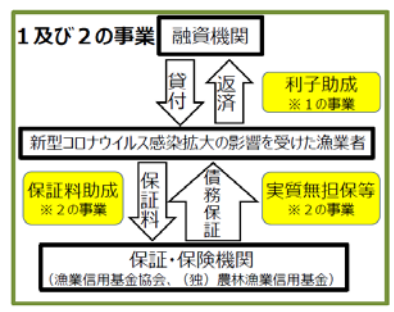 1及び2の事業
融資機関
貸付
返済
利子助成
※1の事業
新型コロナウイルス感染拡大の影響を受けた漁業者
保証料助成
※2の事業
保証料
債務保証
実質無担保等
※2の事業
保証・保険機関
(漁業信用基金協会、(独)農林漁業信用基金)